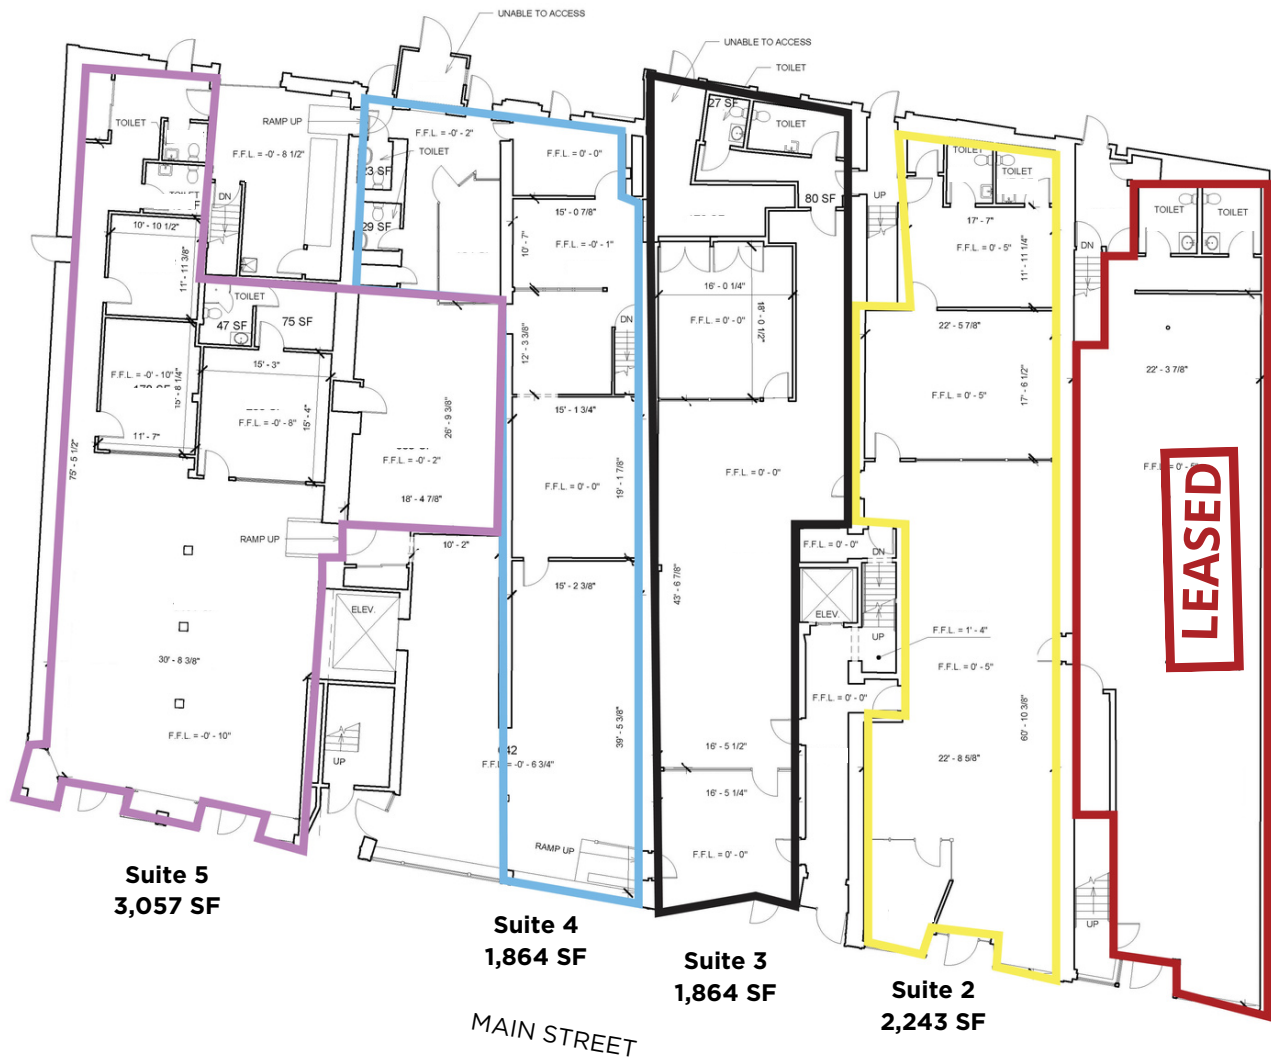 UNABLE TO ACCESS
UNABLE TO ACCESS
TOILET
RAMP UP
F.F.L. = -0' - 2"
TOILET
F.F.L. = 0' - 0"
27 SF
TOILET
TOILET
F.F.L. = -0' - 8 1/2"
23 SF
TOILET
TOILET
TOILET
DN
UP
80 SF
29 SF
10' - 10 1/2"
11' - 11 3/8"
15' - 0 7/8"
10' - 7"
F.F.L. = -0' - 1"
17' - 7"
F.F.L. = 0' - 5"
11' - 11 1/4"
TOILET
TOILET
DN
TOILET
47 SF
75 SF
16' - 0 1/4"
F.F.L. = 0' - 0"
18' - 0 1/2"
DN
12' - 3 3/8"
22' - 5 7/8"
F.F.L. = -0' - 10"
15' - 8 1/4"
15' - 3"
F.F.L. = -0' - 8"
15' - 4"
26' - 9 3/8"
15' - 1 3/4"
F.F.L. = 0' - 5"
17' - 6 1/2"
22' - 3 7/8"
11' - 7"
75' - 5 1/2"
F.F.L. = -0' - 2"
18' - 4 7/8"
F.F.L. = 0' - 0"
19' - 1 7/8"
F.F.L. = 0' - 0"
LEASED
RAMP UP
10' - 2"
F.F.L. = 0' - 0"
DN
15' - 2 3/8"
43' - 6 7/8"
ELEV.
ELEV.
UP
F.F.L. = 1' - 4"
30' - 8 3/8"
F.F.L. = 0' - 5"
F.F.L. = 0' - 0"
60' - 10 3/8"
F.F.L. = -0' - 10"
UP
39' - 5 3/8"
F.F.L. = -0' - 6 3/4"
16' - 5 1/2"
22' - 8 5/8"
16' - 5 1/4"
RAMP UP
F.F.L. = 0' - 0"
UP
Suite 5
3,057 SF
Suite 4
1,864 SF
Suite 3
1,864 SF
Suite 2
2,243 SF
MAIN STREET